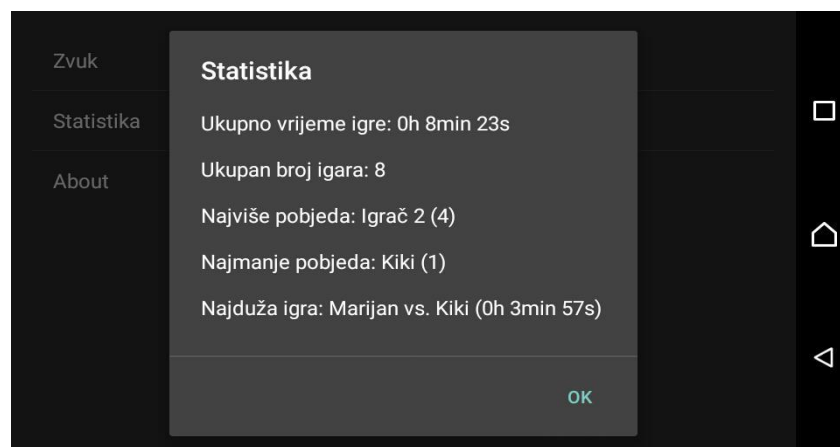 Zvuk
Statistika
About
Statistika
Ukupno vrijeme igre: 0h 8min 23s
Ukupan broj igara: 8
Najviše pobjeda: Igrač 2 (4)
Najmanje pobjeda: Kiki (1)
Najduža igra: Marijan vs. Kiki (0h 3min 57s)
OK